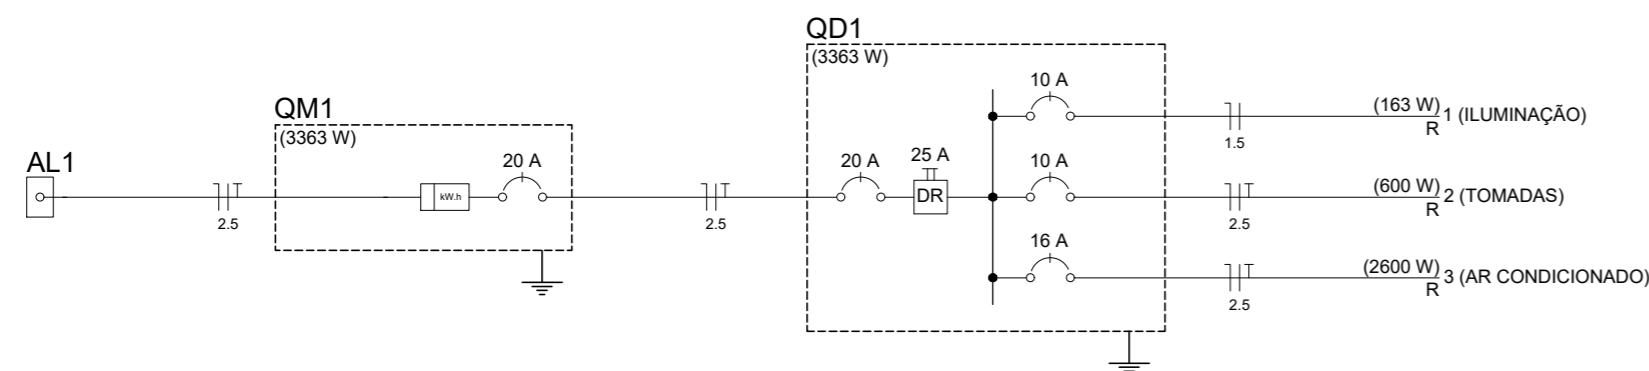 QD1
(3363 W)
10 A
(163 W)
1 (ILUMINAÇÃO)
R
1.5
QM1
(3363 W)
AL1
20 A
kW.h
2.5
2.5
20 A
25 A
DR
10 A
(600 W)
2 (TOMADAS)
R
2.5
16 A
(2600 W)
3 (AR CONDICIONADO)
R
2.5